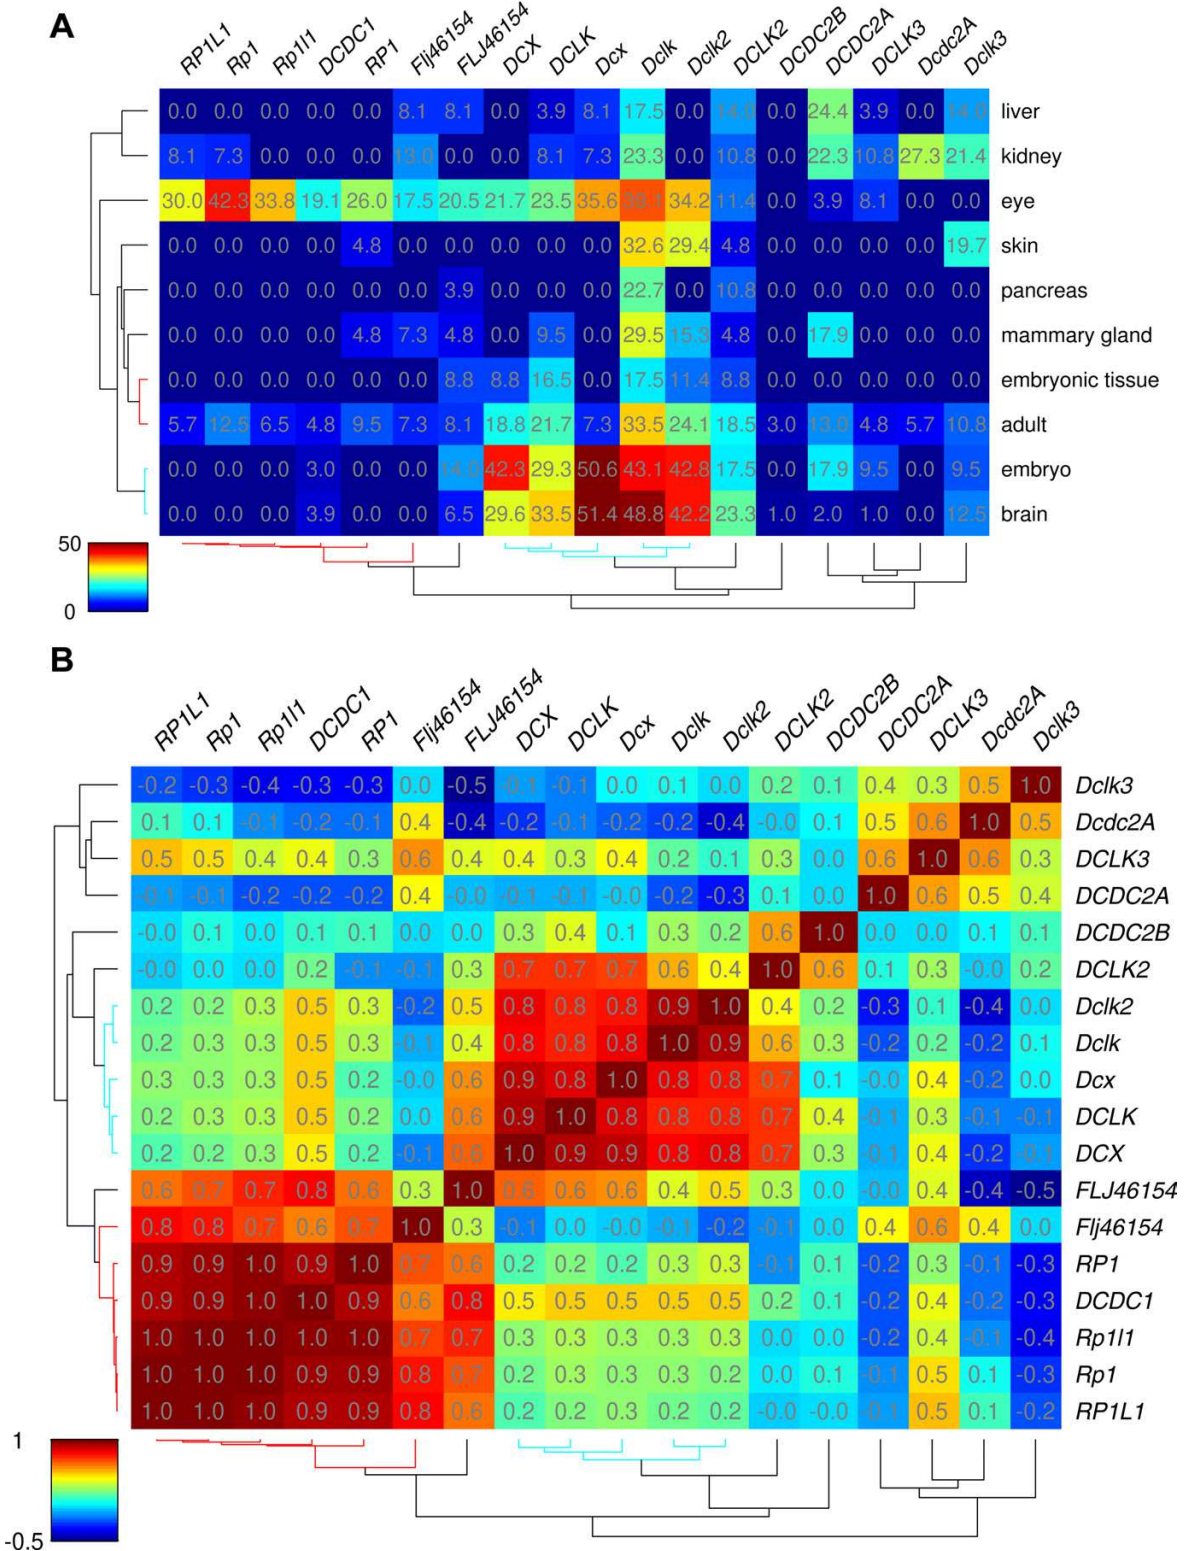 A
RP1L1 Rp1 Rp1l1 DCDC1 RP1 Flj46154 FLJ46154 DCX DCLK Dcx Dclk Dclk2 DCLK2 DCDC2B DCDC2A DCLK3 Dcdc2A Dclk3
0.0 0.0 0.0 0.0 0.0 8.1 8.1 0.0 3.9 8.1 17.5 0.0 14.0 0.0 24.4 3.9 0.0 14.0 liver
8.1 7.3 0.0 0.0 0.0 13.0 0.0 0.0 8.1 7.3 23.3 0.0 10.8 0.0 22.3 10.8 27.3 21.4 kidney
30.0 42.3 33.8 19.1 26.0 17.5 20.5 21.7 23.5 35.6 39.1 34.2 11.4 0.0 3.9 8.1 0.0 0.0 eye
0.0 0.0 0.0 0.0 4.8 0.0 0.0 0.0 0.0 0.0 32.6 29.4 4.8 0.0 0.0 0.0 0.0 19.7 skin
0.0 0.0 0.0 0.0 0.0 0.0 3.9 0.0 0.0 0.0 22.7 0.0 10.8 0.0 0.0 0.0 0.0 0.0 pancreas
0.0 0.0 0.0 0.0 4.8 7.3 4.8 0.0 9.5 0.0 29.5 15.3 4.8 0.0 17.9 0.0 0.0 0.0 mammary gland
0.0 0.0 0.0 0.0 0.0 0.0 8.8 8.8 16.5 0.0 17.5 11.4 8.8 0.0 0.0 0.0 0.0 0.0 embryonic tissue
5.7 12.5 6.5 4.8 9.5 7.3 8.1 18.8 21.7 7.3 33.5 24.1 18.5 3.0 13.0 4.8 5.7 10.8 adult
0.0 0.0 0.0 3.0 0.0 0.0 14.0 42.3 29.3 50.6 43.1 42.8 17.5 0.0 17.9 9.5 0.0 9.5 embryo
0.0 0.0 0.0 3.9 0.0 0.0 6.5 29.6 33.5 51.4 48.8 42.2 23.3 1.0 2.0 1.0 0.0 12.5 brain
50
0
B
RP1L1 Rp1 Rp1l1 DCDC1 RP1 Flj46154 FLJ46154 DCX DCLK Dcx Dclk Dclk2 DCLK2 DCDC2B DCDC2A DCLK3 Dcdc2A Dclk3
-0.2 -0.3 -0.4 -0.3 -0.3 0.0 -0.5 -0.1 -0.1 0.0 0.1 0.0 0.2 0.1 0.4 0.3 0.5 1.0 Dclk3
0.1 0.1 -0.1 -0.2 -0.1 0.4 -0.4 -0.2 -0.1 -0.2 -0.2 -0.4 -0.0 0.1 0.5 0.6 1.0 0.5 Dcdc2A
0.5 0.5 0.4 0.4 0.3 0.6 0.4 0.4 0.3 0.4 0.2 0.1 0.3 0.0 0.6 1.0 0.6 0.3 DCLK3
-0.1 -0.1 -0.2 -0.2 -0.2 0.4 -0.0 -0.1 -0.1 -0.0 -0.2 -0.3 0.1 0.0 1.0 0.6 0.5 0.4 DCDC2A
-0.0 0.1 0.0 0.1 0.1 0.0 0.0 0.3 0.4 0.1 0.3 0.2 0.6 1.0 0.0 0.0 0.1 0.1 DCDC2B
-0.0 0.0 0.0 0.2 -0.1 -0.1 0.3 0.7 0.7 0.7 0.6 0.4 1.0 0.6 0.1 0.3 -0.0 0.2 DCLK2
0.2 0.2 0.3 0.5 0.3 -0.2 0.5 0.8 0.8 0.8 0.9 1.0 0.4 0.2 -0.3 0.1 -0.4 0.0 Dclk2
0.2 0.3 0.3 0.5 0.3 -0.1 0.4 0.8 0.8 0.8 1.0 0.9 0.6 0.3 -0.2 0.2 -0.2 0.1 Dclk
0.3 0.3 0.3 0.5 0.2 -0.0 0.6 0.9 0.8 1.0 0.8 0.8 0.7 0.1 -0.0 0.4 -0.2 0.0 Dcx
0.2 0.3 0.3 0.5 0.2 0.0 0.6 0.9 1.0 0.8 0.8 0.8 0.7 0.4 -0.1 0.3 -0.1 -0.1 DCLK
0.2 0.2 0.3 0.5 0.2 -0.1 0.6 1.0 0.9 0.9 0.8 0.8 0.7 0.3 -0.1 0.4 -0.2 -0.1 DCX
0.6 0.7 0.7 0.8 0.6 0.3 1.0 0.6 0.6 0.6 0.4 0.5 0.3 0.0 -0.0 0.4 -0.4 -0.5 FLJ46154
0.8 0.8 0.7 0.6 0.7 1.0 0.3 -0.1 0.0 -0.0 -0.1 -0.2 -0.1 0.0 0.4 0.6 0.4 0.0 Flj46154
0.9 0.9 1.0 0.9 1.0 0.7 0.6 0.2 0.2 0.2 0.3 0.3 -0.1 0.1 -0.2 0.3 -0.1 -0.3 RP1
0.9 0.9 1.0 1.0 0.9 0.6 0.8 0.5 0.5 0.5 0.5 0.5 0.2 0.1 -0.2 0.4 -0.2 -0.3 DCDC1
1.0 1.0 1.0 1.0 1.0 0.7 0.7 0.3 0.3 0.3 0.3 0.3 0.0 0.0 -0.2 0.4 -0.1 -0.4 Rp1l1
1.0 1.0 1.0 0.9 0.9 0.8 0.7 0.2 0.3 0.3 0.3 0.2 0.0 0.1 -0.1 0.5 0.1 -0.3 Rp1
1.0 1.0 1.0 0.9 0.9 0.8 0.6 0.2 0.2 0.3 0.2 0.2 -0.0 -0.0 -0.1 0.5 0.1 -0.2 RP1L1
1
-0.5